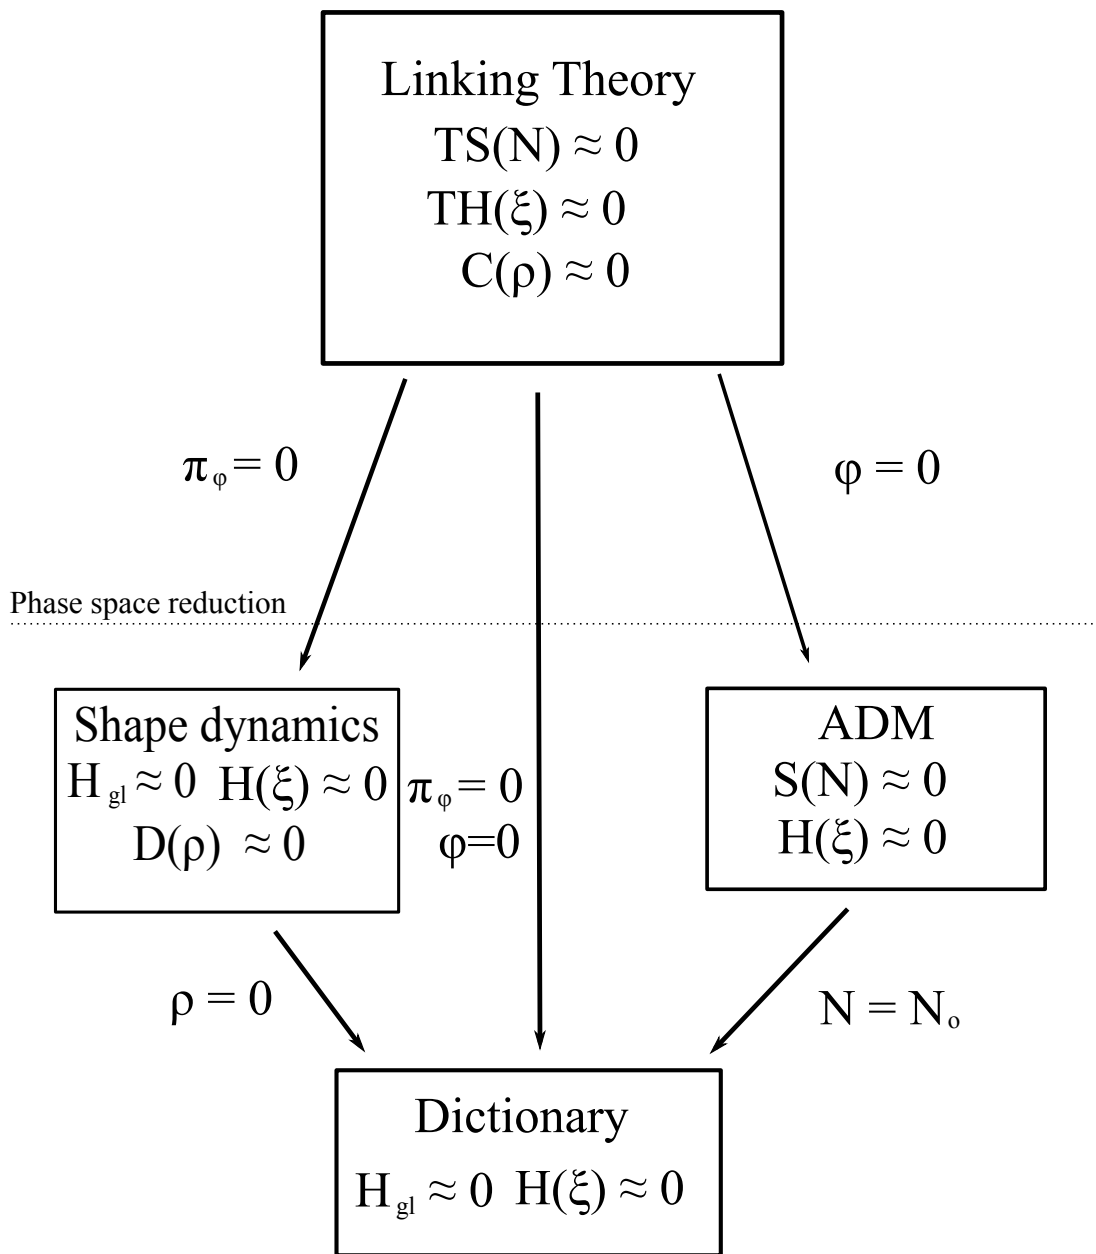 Linking Theory
TS(N) ≈ 0
TH(ξ) ≈ 0
C(ρ) ≈ 0
π_φ = 0
φ = 0
Phase space reduction
Shape dynamics
H_gl ≈ 0 H(ξ) ≈ 0
D(ρ) ≈ 0
π_φ = 0
φ=0
ADM
S(N) ≈ 0
H(ξ) ≈ 0
ρ = 0
N = N_o
Dictionary
H_gl ≈ 0 H(ξ) ≈ 0